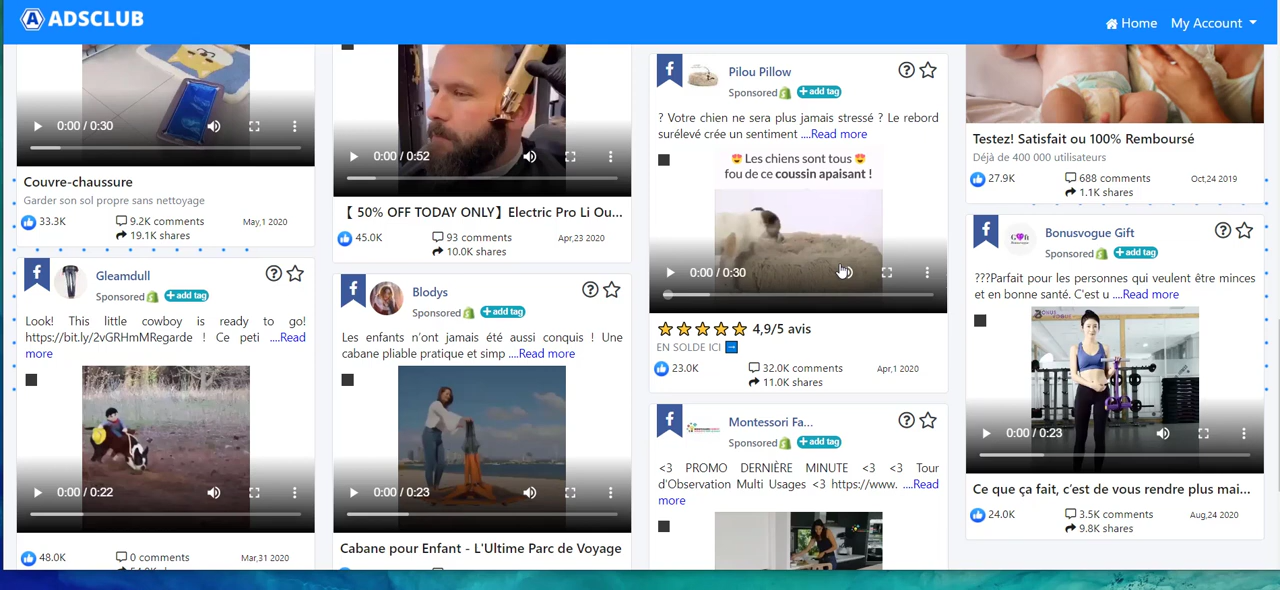 ADSCLUB
Home My Account
0:00 / 0:30
Couvre-chaussure
Garder son sol propre sans nettoyage
33.3K
9.2K comments
19.1K shares
May,1 2020
Gleamdull
Sponsored + add tag
Look! This little cowboy is ready to go!
https://bit.ly/2vGRHmMRegarde ! Ce peti ....Read
more
0:00 / 0:22
48.0K
0 comments
Mar,31 2020
0:00 / 0:52
【 50% OFF TODAY ONLY】Electric Pro Li Ou...
45.0K
93 comments
10.0K shares
Apr,23 2020
Blodys
Sponsored + add tag
Les enfants n'ont jamais été aussi conquis ! Une
cabane pliable pratique et simp ....Read more
0:00 / 0:23
Cabane pour Enfant - L'Ultime Parc de Voyage
Pilou Pillow
Sponsored + add tag
? Votre chien ne sera plus jamais stressé ? Le rebord
surélevé crée un sentiment ....Read more
😍 Les chiens sont tous 😍
fou de ce coussin apaisant !
0:00 / 0:30
4,9/5 avis
EN SOLDE ICI ➡
23.0K
32.0K comments
11.0K shares
Apr,1 2020
Montessori Fa...
Sponsored + add tag
<3 PROMO DERNIÈRE MINUTE <3 <3 Tour
d'Observation Multi Usages <3 https://www. ....Read
more
Testez! Satisfait ou 100% Remboursé
Déjà de 400 000 utilisateurs
27.9K
688 comments
1.1K shares
Oct,24 2019
Bonusvogue Gift
Sponsored + add tag
???Parfait pour les personnes qui veulent être minces
et en bonne santé. C'est u ....Read more
0:00 / 0:23
Ce que ça fait, c'est de vous rendre plus mai...
24.0K
3.5K comments
9.8K shares
Aug,24 2020